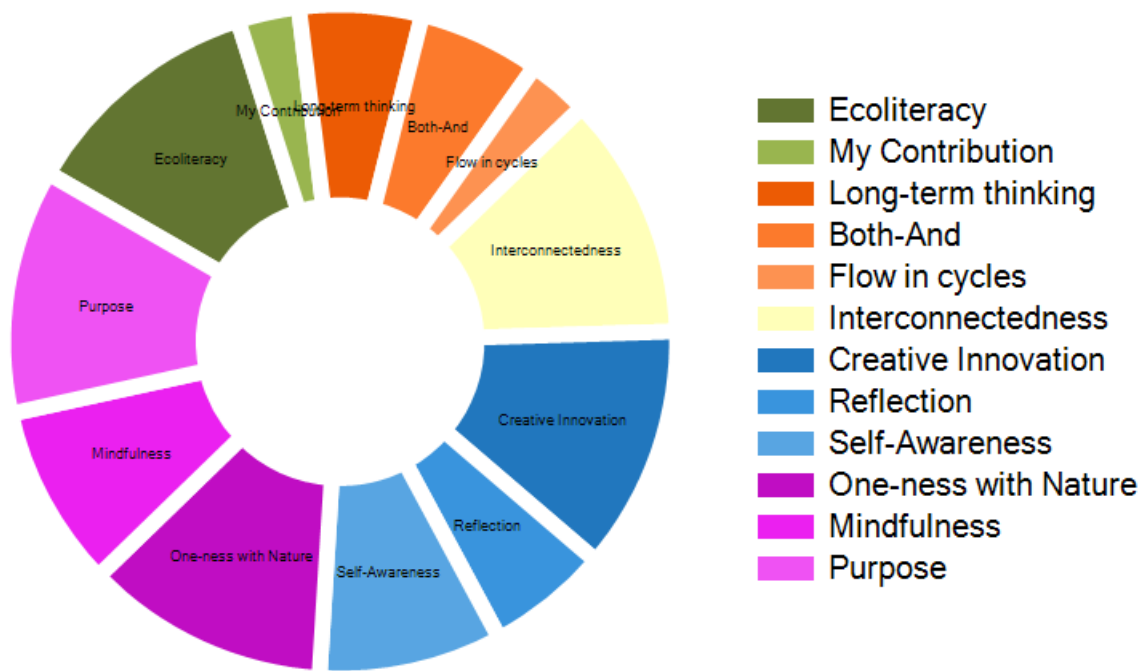 My Contribution
Long-term thinking
Both-And
Flow in cycles
Ecoliteracy
Interconnectedness
Purpose
Creative Innovation
Mindfulness
Reflection
One-ness with Nature
Self-Awareness
Ecoliteracy
My Contribution
Long-term thinking
Both-And
Flow in cycles
Interconnectedness
Creative Innovation
Reflection
Self-Awareness
One-ness with Nature
Mindfulness
Purpose